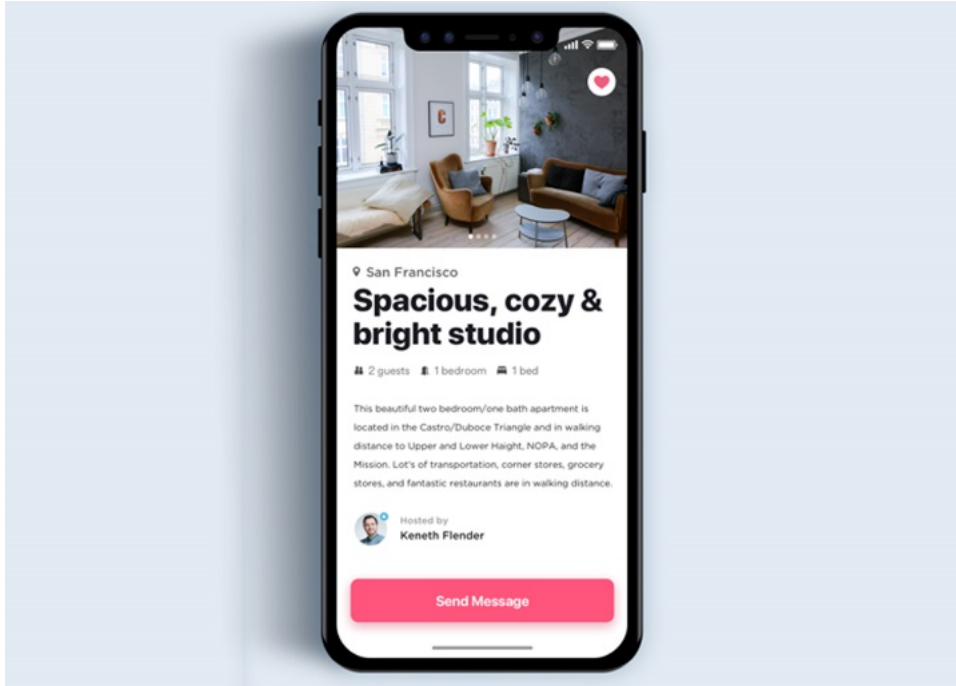 C
San Francisco
Spacious, cozy &
bright studio
2 guests 1 bedroom 1 bed
This beautiful two bedroom/one bath apartment is
located in the Castro/Duboce Triangle and in walking
distance to Upper and Lower Haight, NOPA, and the
Mission. Lot's of transportation, corner stores, grocery
stores, and fantastic restaurants are in walking distance.
Hosted by
Keneth Flender
Send Message